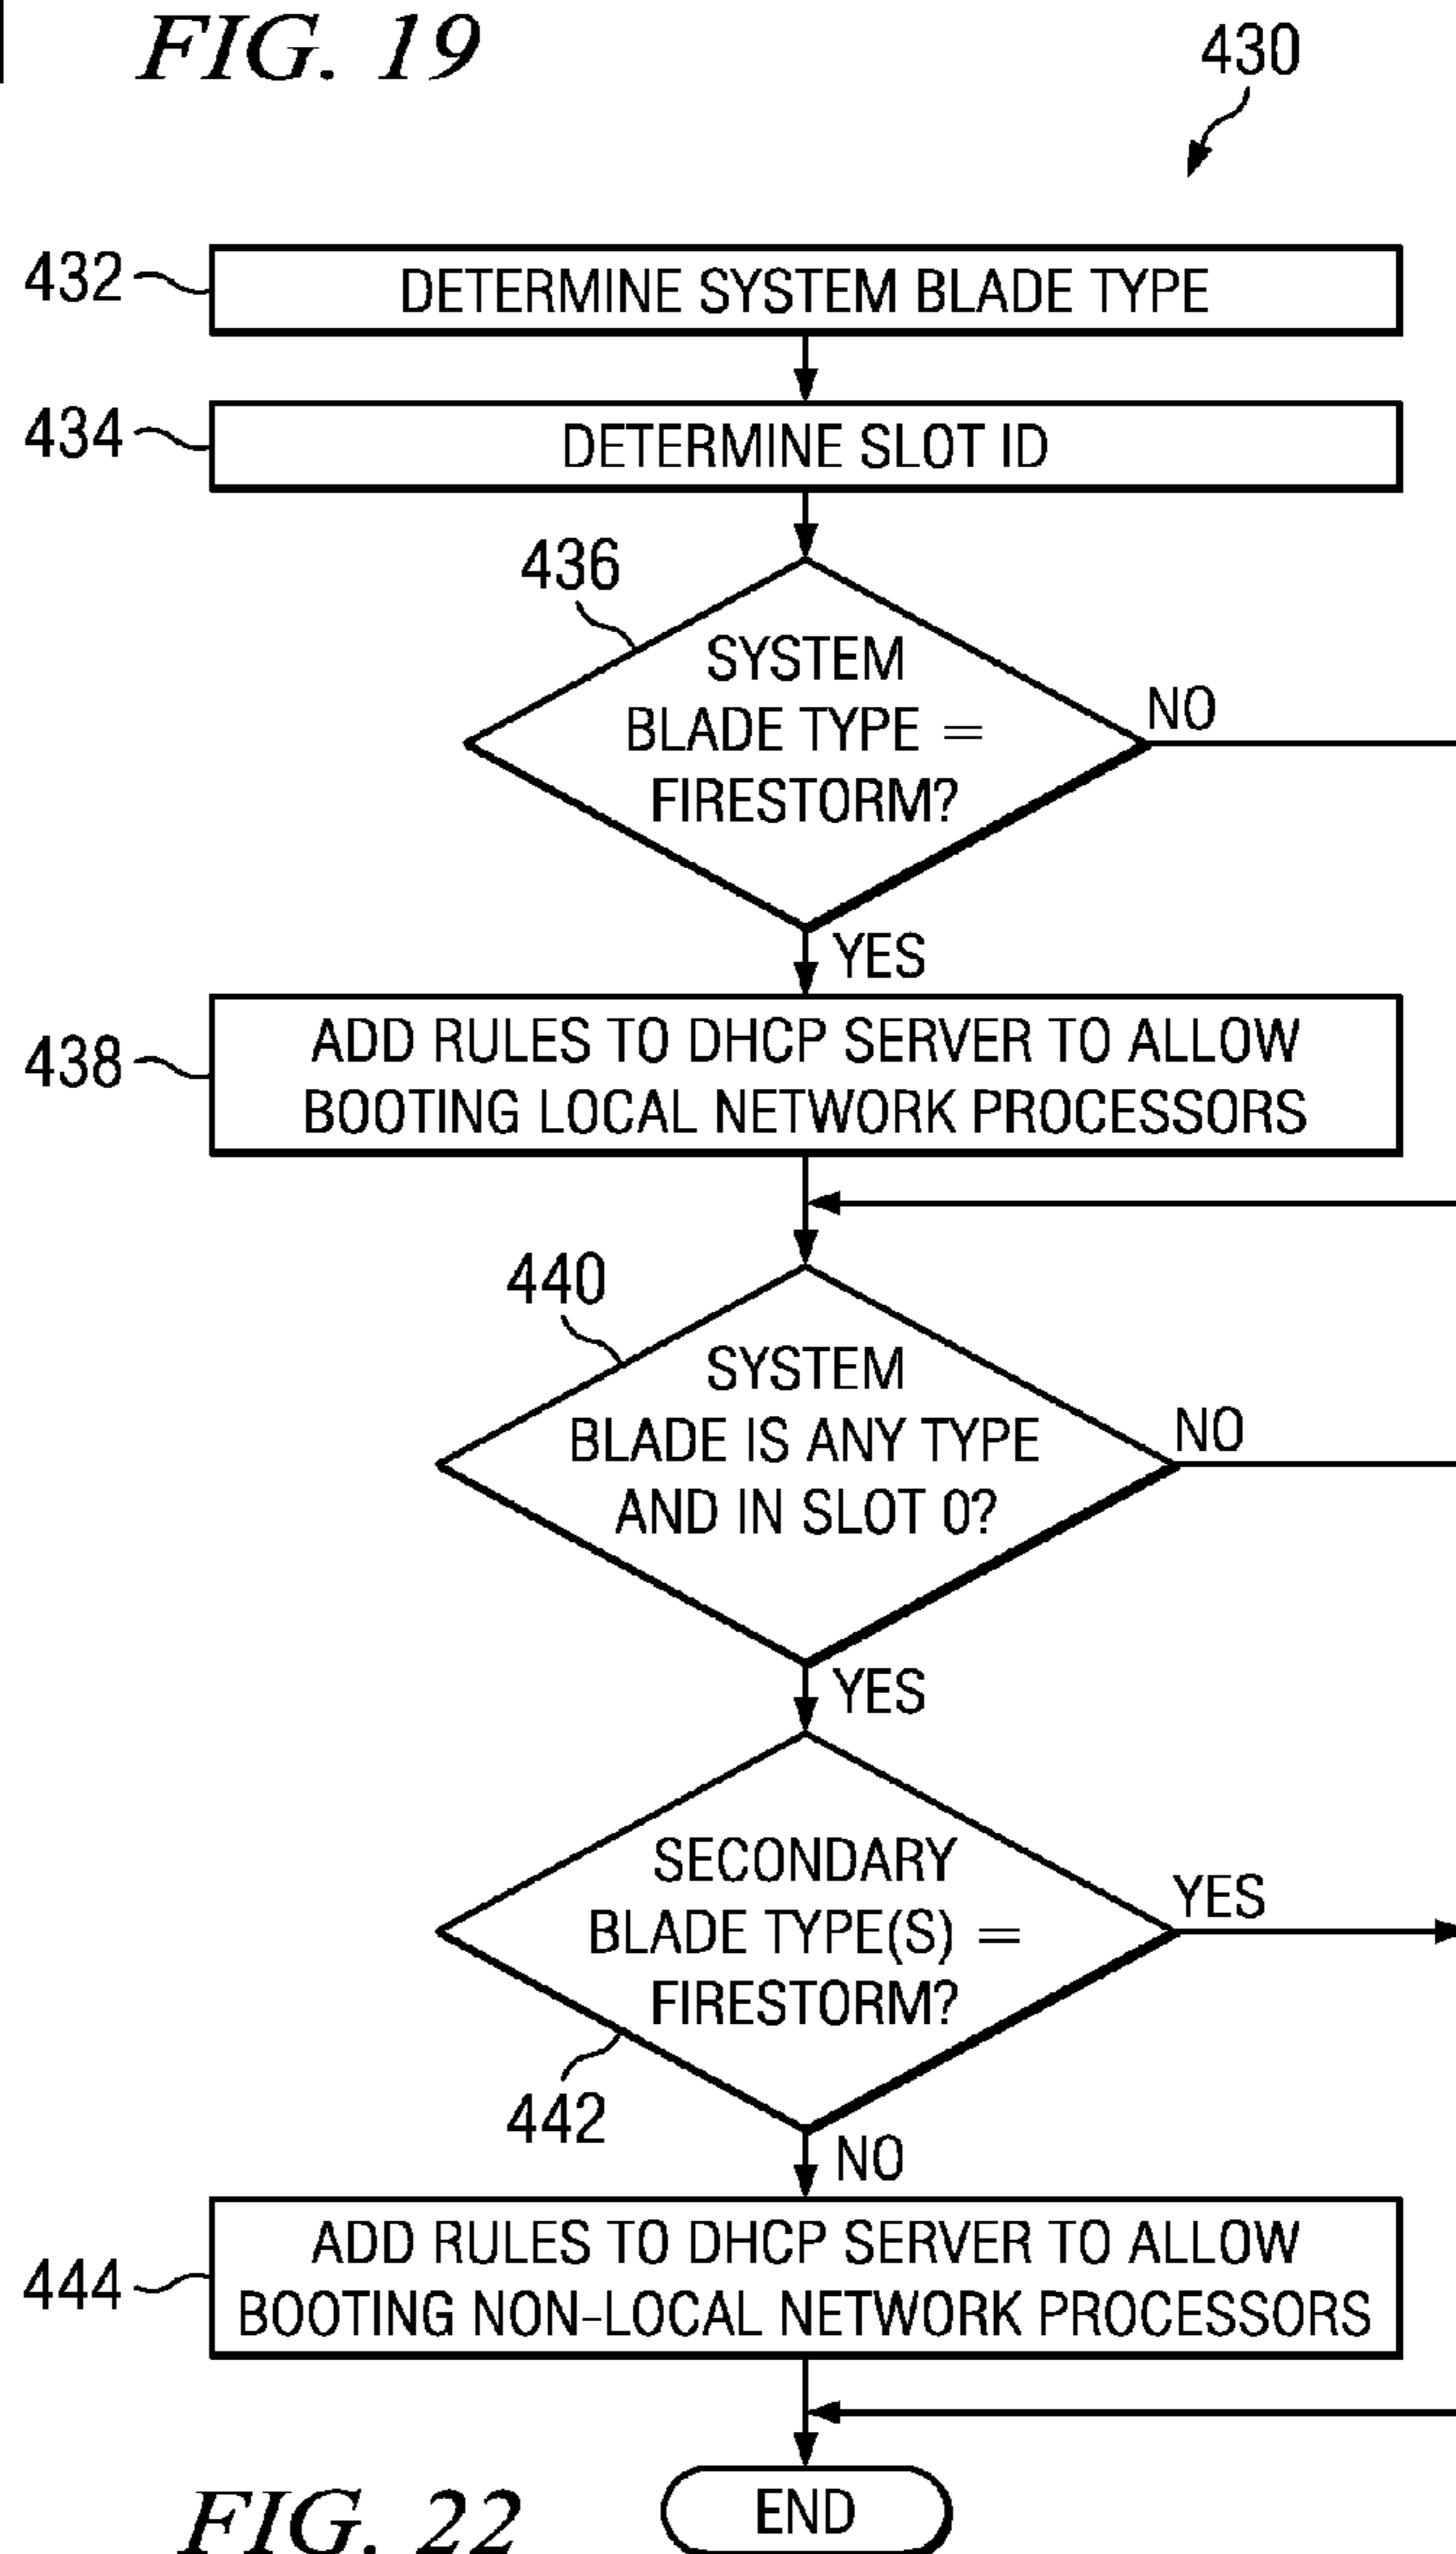 FIG. 19
430
432
DETERMINE SYSTEM BLADE TYPE
434
DETERMINE SLOT ID
436
SYSTEM
BLADE TYPE =
FIRESTORM?
NO
YES
438
ADD RULES TO DHCP SERVER TO ALLOW
BOOTING LOCAL NETWORK PROCESSORS
440
SYSTEM
BLADE IS ANY TYPE
AND IN SLOT 0?
NO
YES
SECONDARY
BLADE TYPE(S) =
FIRESTORM?
YES
442
NO
444
ADD RULES TO DHCP SERVER TO ALLOW
BOOTING NON-LOCAL NETWORK PROCESSORS
END
FIG. 22